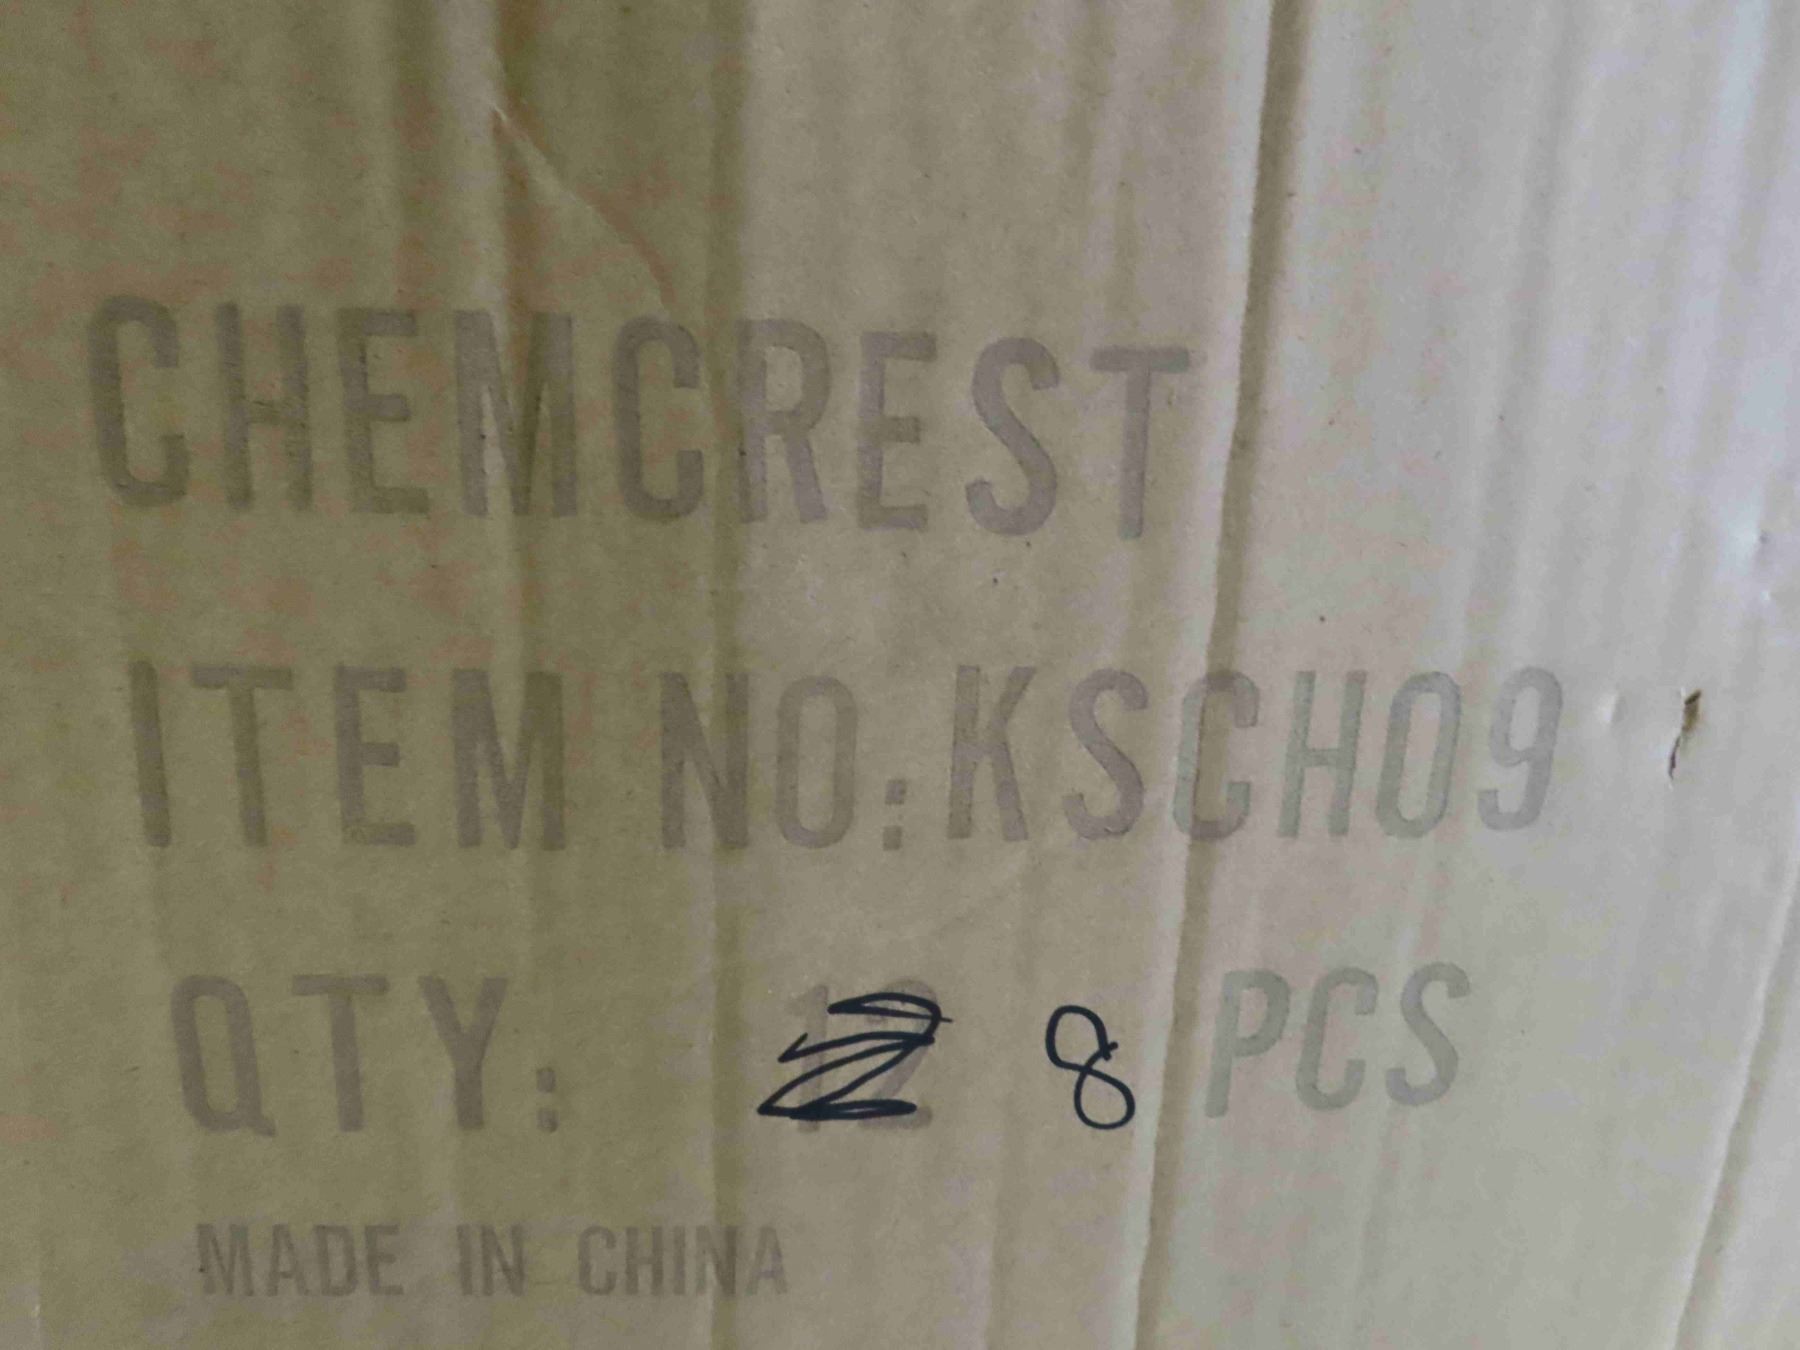 CHEMCREST
ITEM NO:KSCH09
QTY: 12 8 PCS
MADE IN CHINA